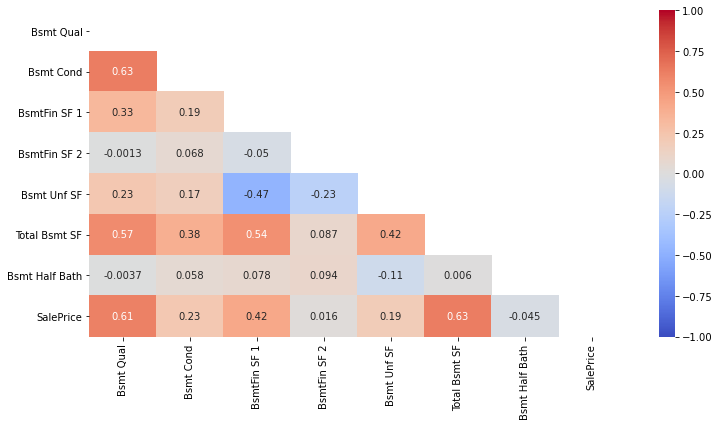 Bsmt Qual
Bsmt Cond 0.63
BsmtFin SF 1 0.33 0.19
BsmtFin SF 2 -0.0013 0.068 -0.05
Bsmt Unf SF 0.23 0.17 -0.47 -0.23
Total Bsmt SF 0.57 0.38 0.54 0.087 0.42
Bsmt Half Bath -0.0037 0.058 0.078 0.094 -0.11 0.006
SalePrice 0.61 0.23 0.42 0.016 0.19 0.63 -0.045
Bsmt Qual
Bsmt Cond
BsmtFin SF 1
BsmtFin SF 2
Bsmt Unf SF
Total Bsmt SF
Bsmt Half Bath
SalePrice
1.00
0.75
0.50
0.25
0.00
-0.25
-0.50
-0.75
-1.00